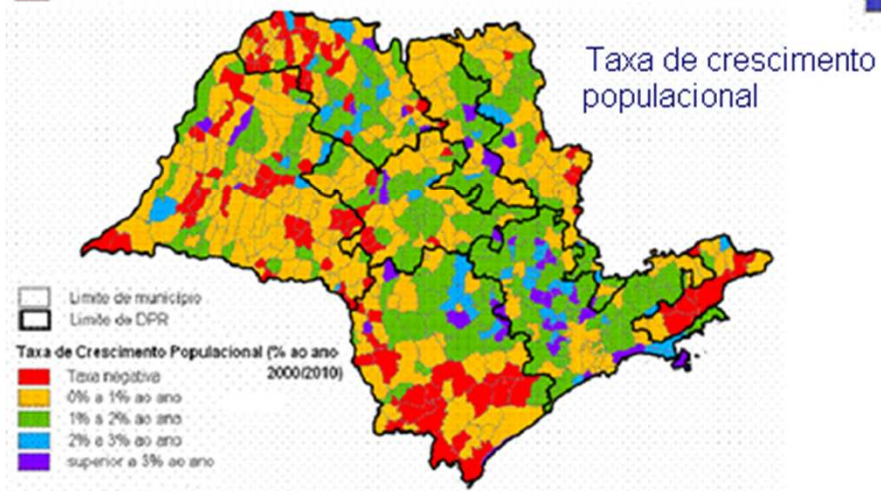 Taxa de crescimento
populacional
Limite de município
Limite de DPR
Taxa de Crescimento Populacional (% ao ano
2000/2010)
Taxa negativa
0% a 1% ao ano
1% a 2% ao ano
2% a 3% ao ano
superior a 3% ao ano